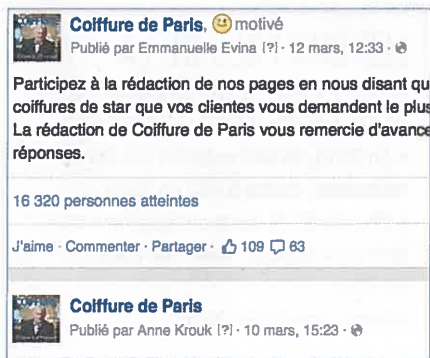 Coiffure de Paris, motivé
Publié par Emmanuelle Evina [?] · 12 mars, 12:33 ·
Participez à la rédaction de nos pages en nous disant qu
coiffures de star que vos clientes vous demandent le plus
La rédaction de Coiffure de Paris vous remercie d'avance
réponses.
16 320 personnes atteintes
J'aime · Commenter · Partager · 109 63
Coiffure de Paris
Publié par Anne Krouk [?] · 10 mars, 15:23 ·